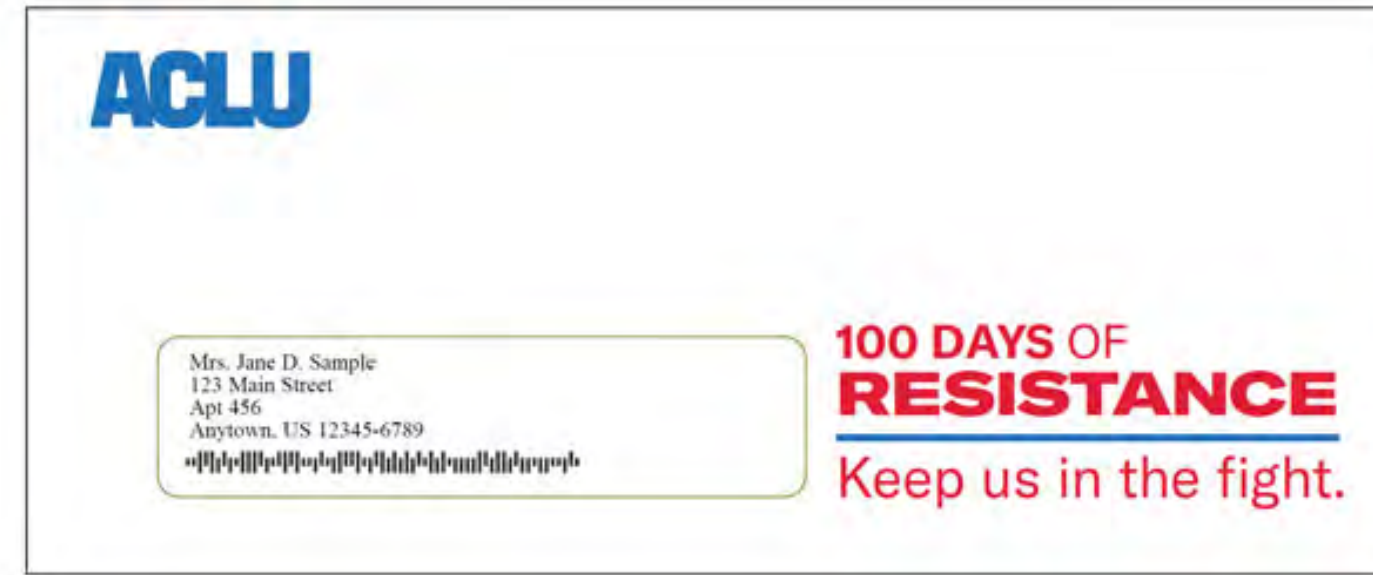 ACLU
Mrs. Jane D. Sample
123 Main Street
Apt 456
Anytown, US 12345-6789
100 DAYS OF
RESISTANCE
Keep us in the fight.